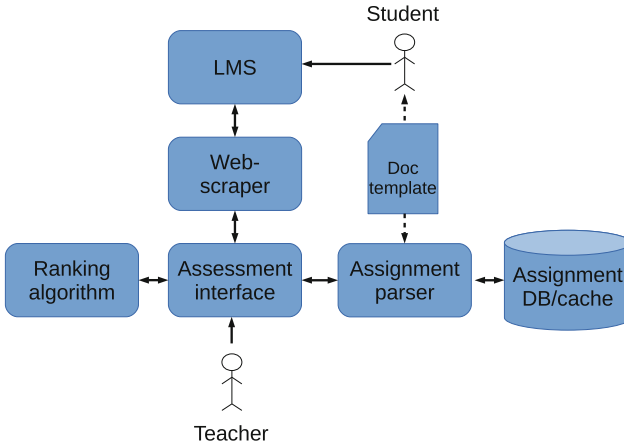 Student
LMS
Web-
scraper
Doc
template
Ranking
algorithm
Assessment
interface
Assignment
parser
Assignment
DB/cache
Teacher